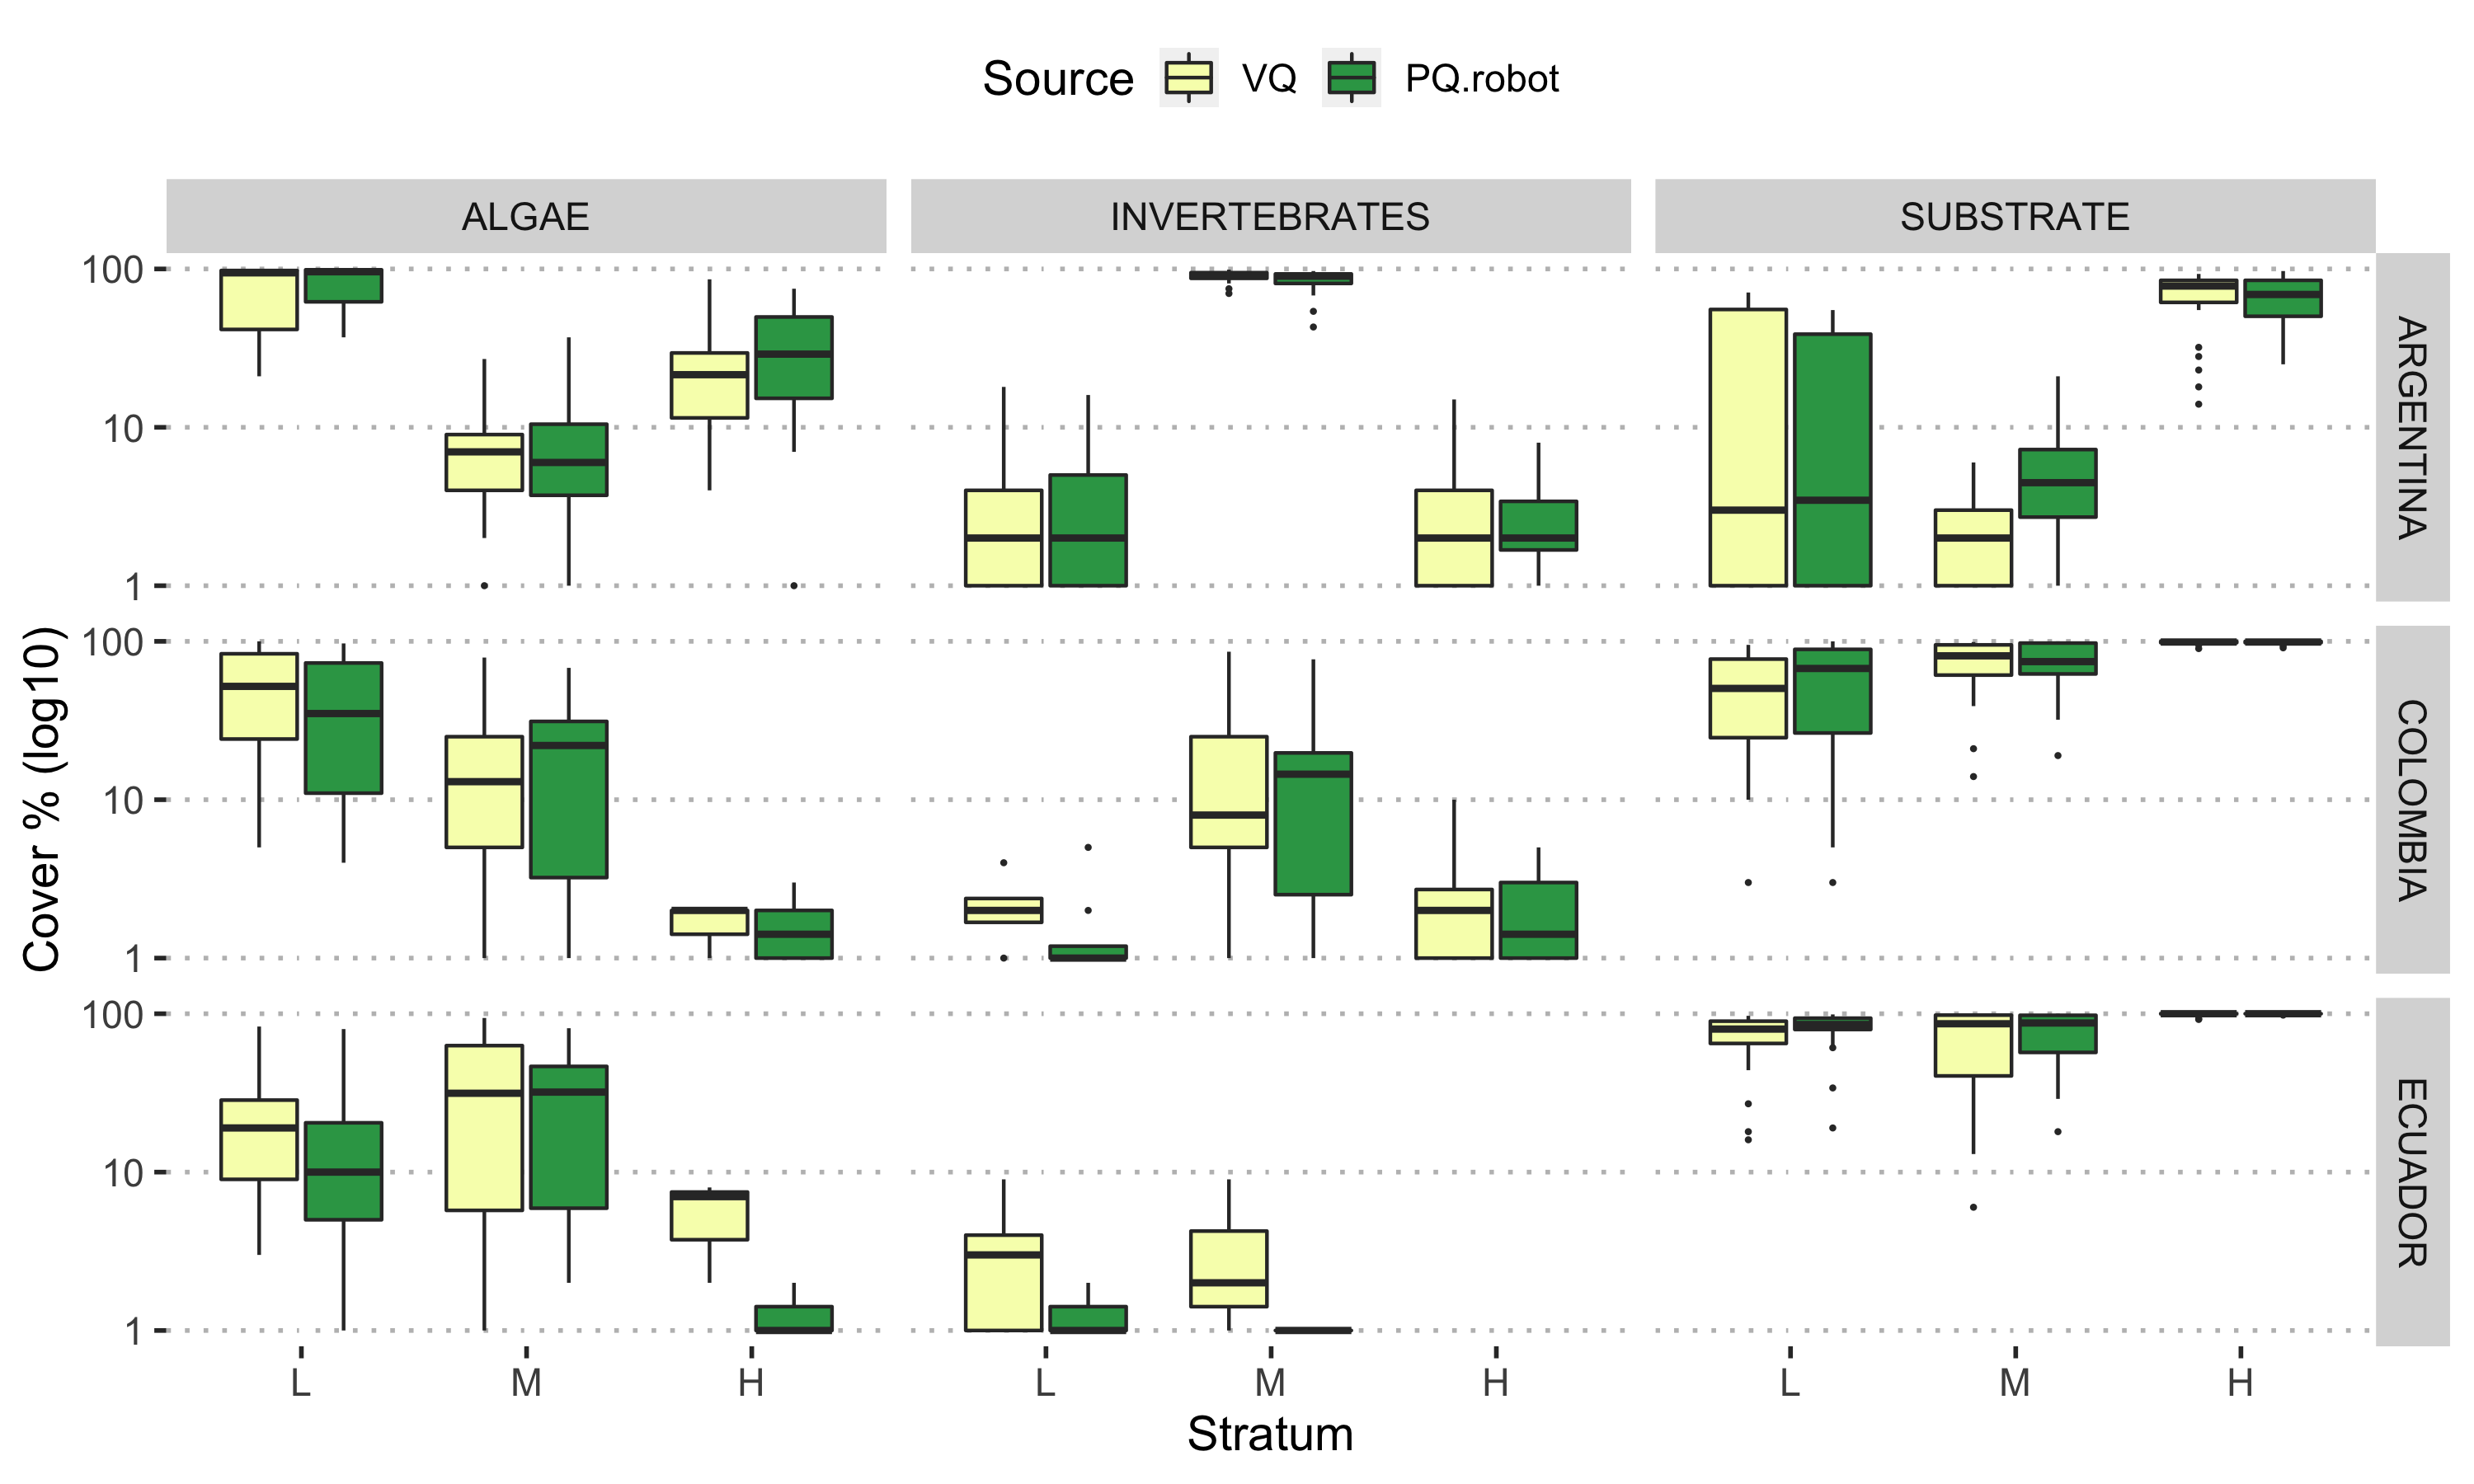 Source VQ PQ.robot
ALGAE INVERTEBRATES SUBSTRATE
Cover % (log10)
100
10
1
ARGENTINA
100
10
1
COLOMBIA
100
10
1
ECUADOR
L M H L M H L M H
Stratum